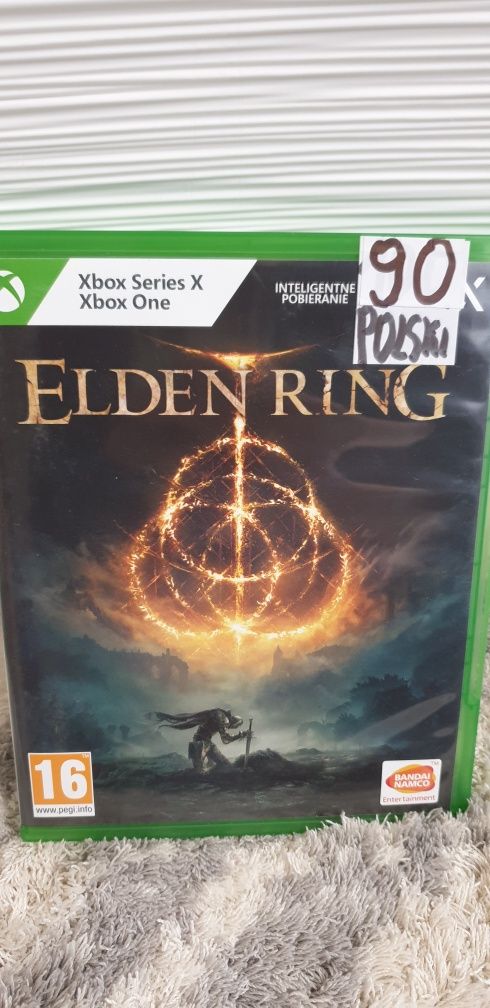 Xbox Series X
Xbox One
INTELIGENTNE
POBIERANIE
90
X
POLSKI
ELDEN RING
16
www.pegi.info
BANDAI
NAMCO
Entertainment